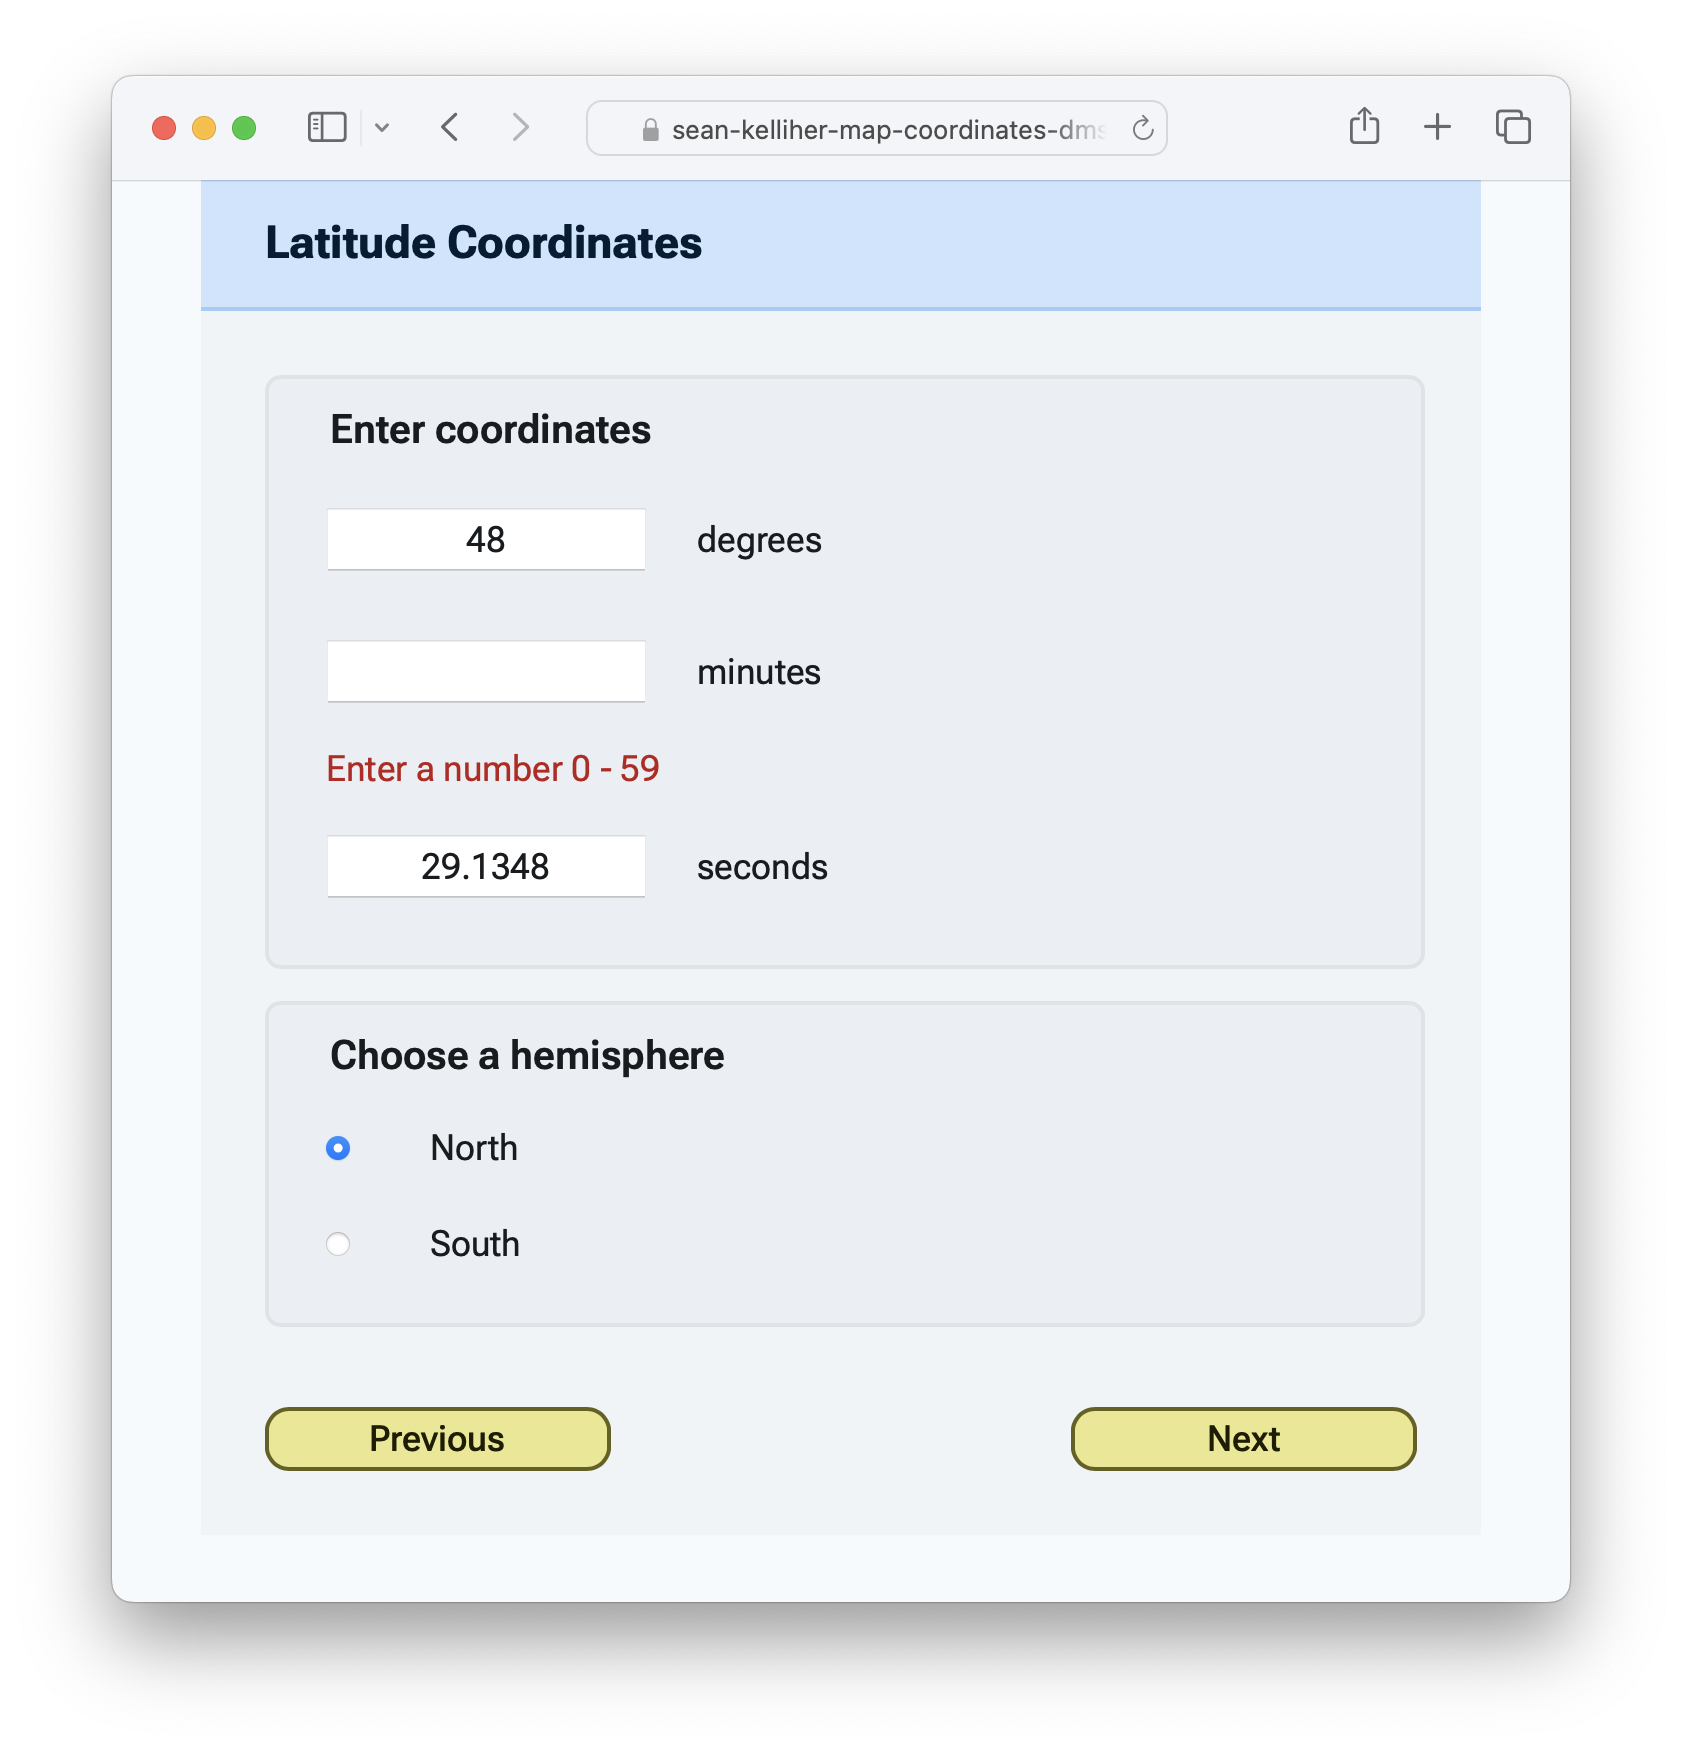 sean-kelliher-map-coordinates-dms
Latitude Coordinates
Enter coordinates
48 degrees
minutes
Enter a number 0 - 59
29.1348 seconds
Choose a hemisphere
North
South
Previous Next